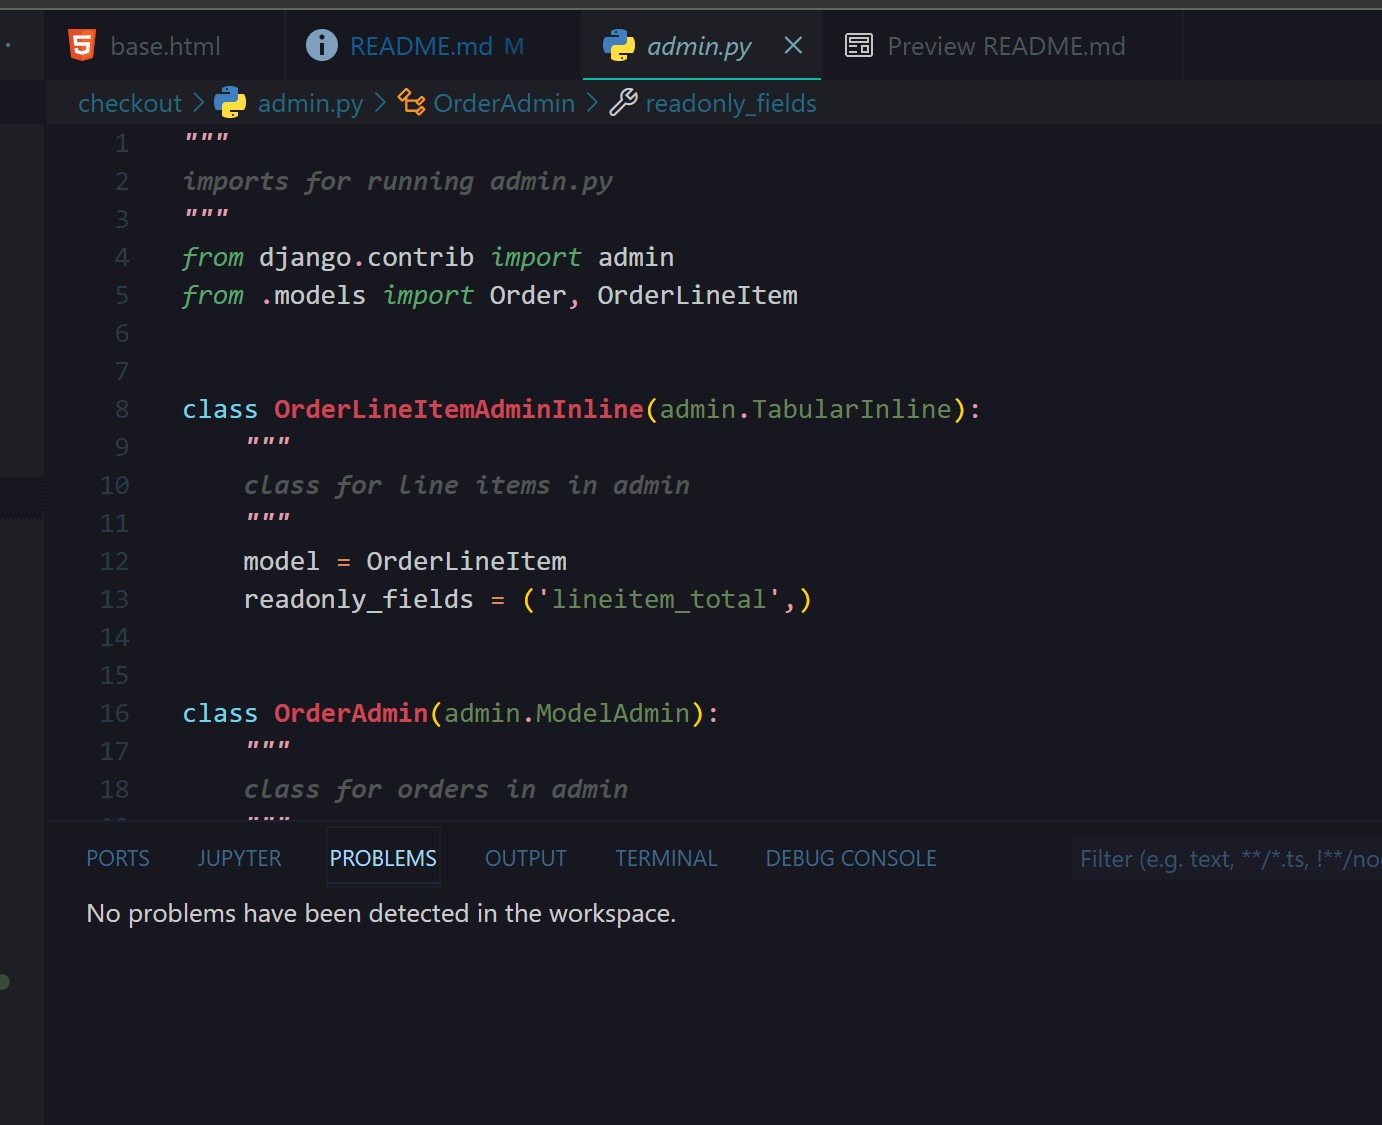 base.html README.md M admin.py Preview README.md
checkout > admin.py > OrderAdmin > readonly_fields
1 """
2 imports for running admin.py
3 """
4 from django.contrib import admin
5 from .models import Order, OrderLineItem
6
7
8 class OrderLineItemAdminInline(admin.TabularInline):
9 """
10 class for line items in admin
11 """
12 model = OrderLineItem
13 readonly_fields = ('lineitem_total',)
14
15
16 class OrderAdmin(admin.ModelAdmin):
17 """
18 class for orders in admin
19 """
PORTS JUPYTER PROBLEMS OUTPUT TERMINAL DEBUG CONSOLE Filter (e.g. text, **/*.ts, !**/no
No problems have been detected in the workspace.